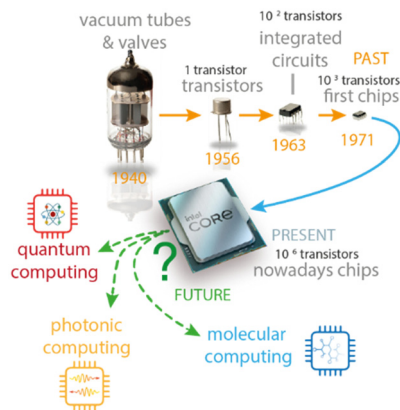 vacuum tubes
& valves
1940
1 transistor
transistors
1956
10 ² transistors
integrated
circuits
1963
PAST
10 ³ transistors
first chips
1971
intel
CORE
PRESENT
10 ⁶ transistors
nowadays chips
?
FUTURE
quantum
computing
photonic
computing
molecular
computing